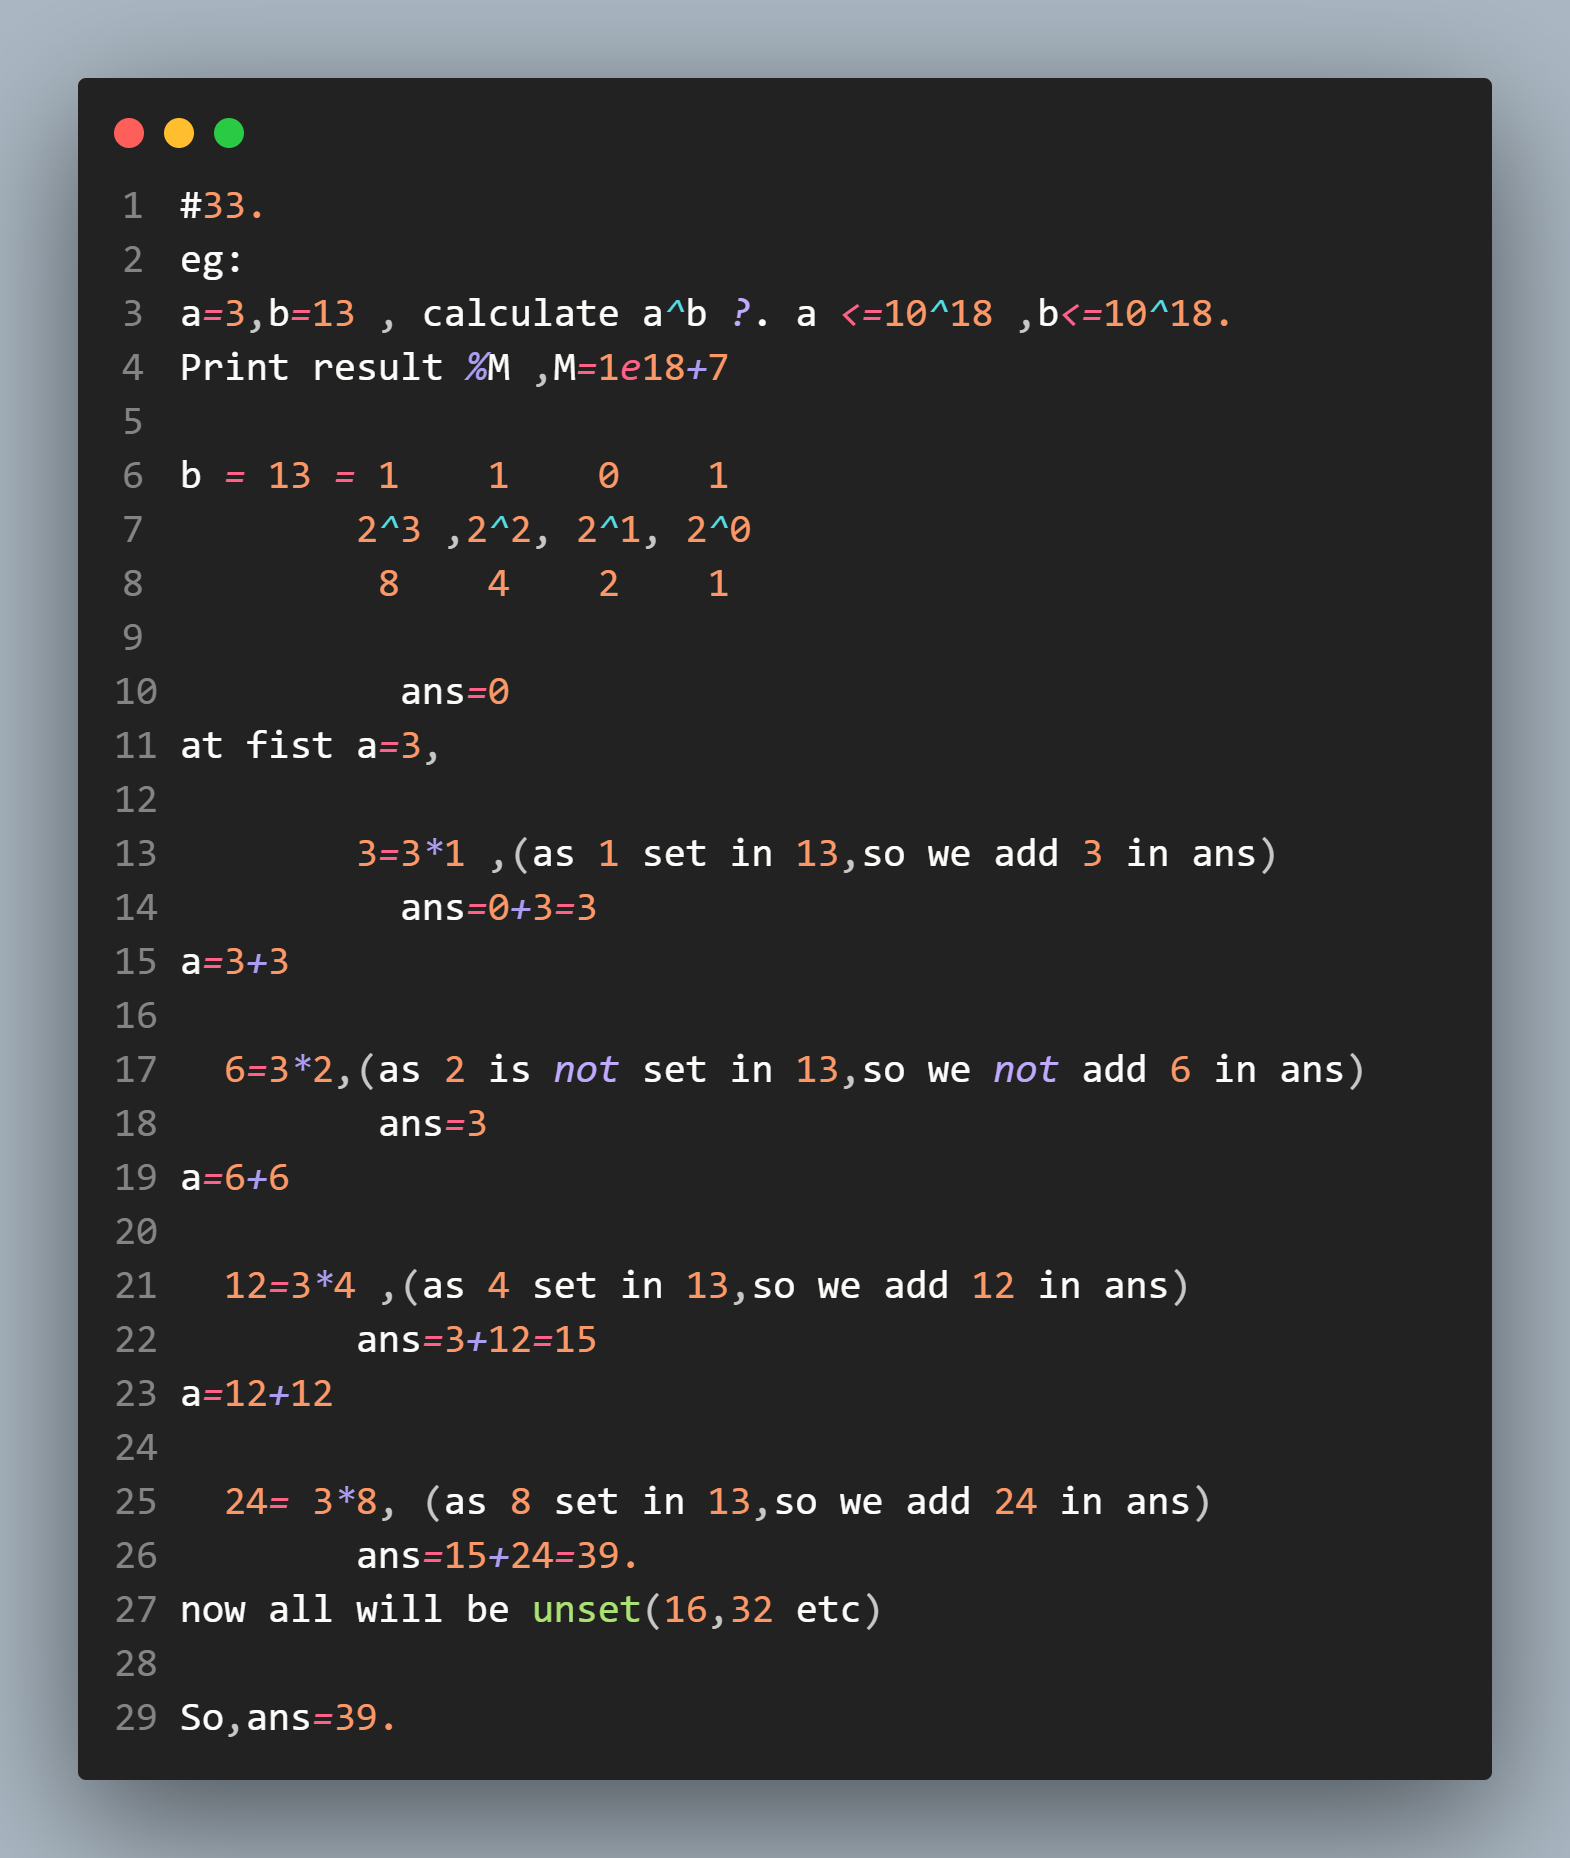 1 #33.
2 eg:
3 a=3,b=13 , calculate a^b ?. a <=10^18 ,b<=10^18.
4 Print result %M ,M=1e18+7
5
6 b = 13 = 1    1    0    1
7         2^3 ,2^2, 2^1, 2^0
8          8    4    2    1
9
10           ans=0
11 at fist a=3,
12
13         3=3*1 ,(as 1 set in 13,so we add 3 in ans)
14           ans=0+3=3
15 a=3+3
16
17   6=3*2,(as 2 is not set in 13,so we not add 6 in ans)
18          ans=3
19 a=6+6
20
21   12=3*4 ,(as 4 set in 13,so we add 12 in ans)
22         ans=3+12=15
23 a=12+12
24
25   24= 3*8, (as 8 set in 13,so we add 24 in ans)
26         ans=15+24=39.
27 now all will be unset(16,32 etc)
28
29 So,ans=39.